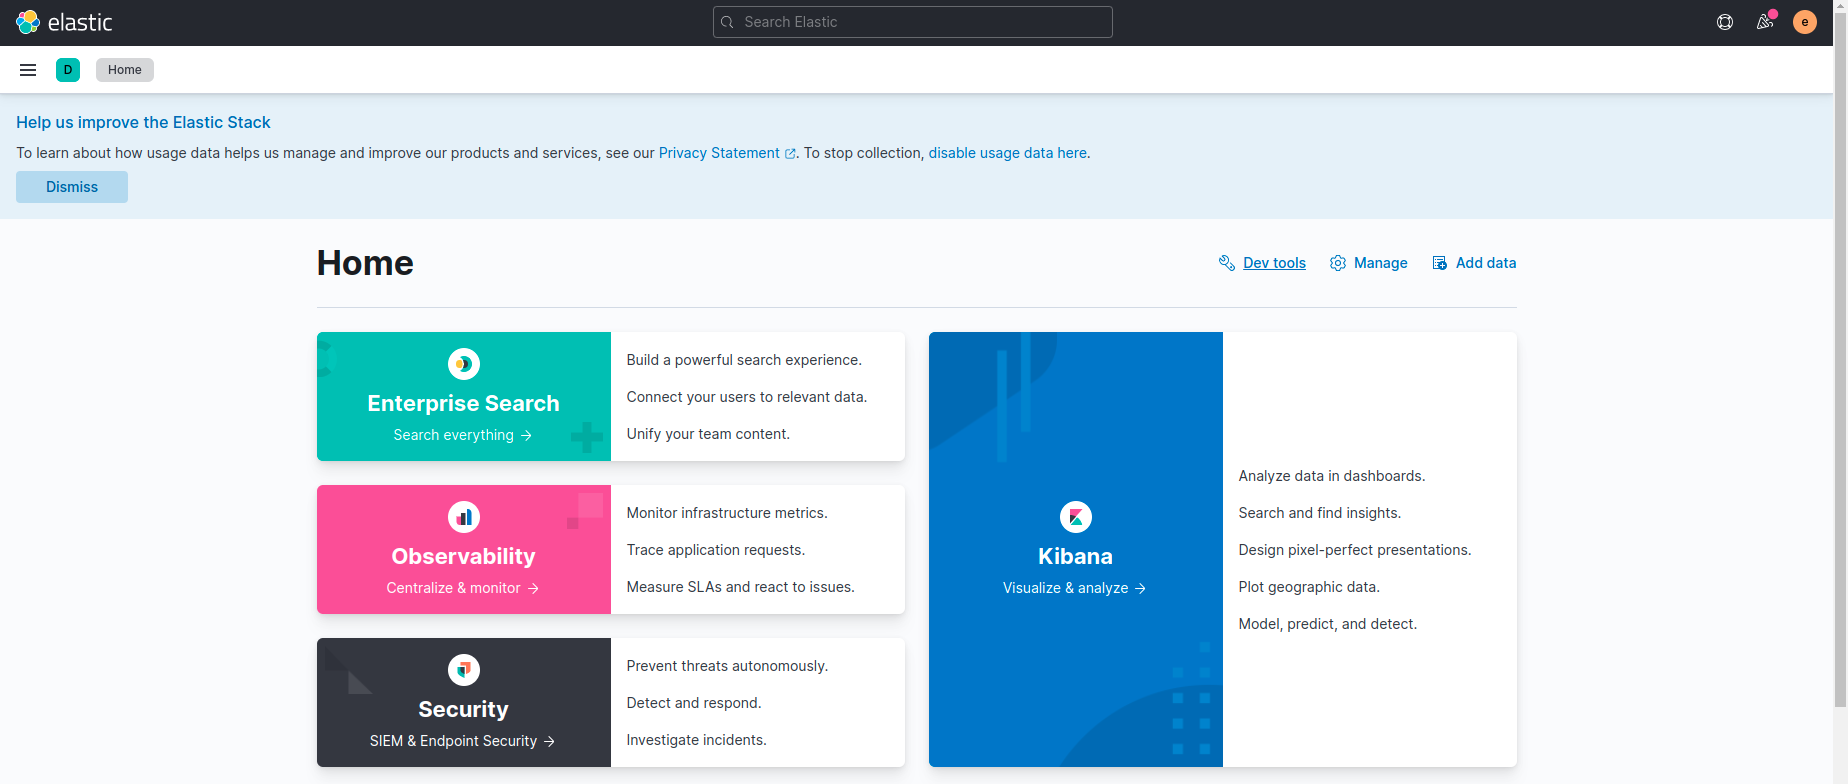 elastic
Search Elastic
e
D
Home
Help us improve the Elastic Stack
To learn about how usage data helps us manage and improve our products and services, see our Privacy Statement. To stop collection, disable usage data here.
Dismiss
Home
Dev tools
Manage
Add data
Enterprise Search
Search everything →
Build a powerful search experience.
Connect your users to relevant data.
Unify your team content.
Observability
Centralize & monitor →
Monitor infrastructure metrics.
Trace application requests.
Measure SLAs and react to issues.
Security
SIEM & Endpoint Security →
Prevent threats autonomously.
Detect and respond.
Investigate incidents.
Kibana
Visualize & analyze →
Analyze data in dashboards.
Search and find insights.
Design pixel-perfect presentations.
Plot geographic data.
Model, predict, and detect.